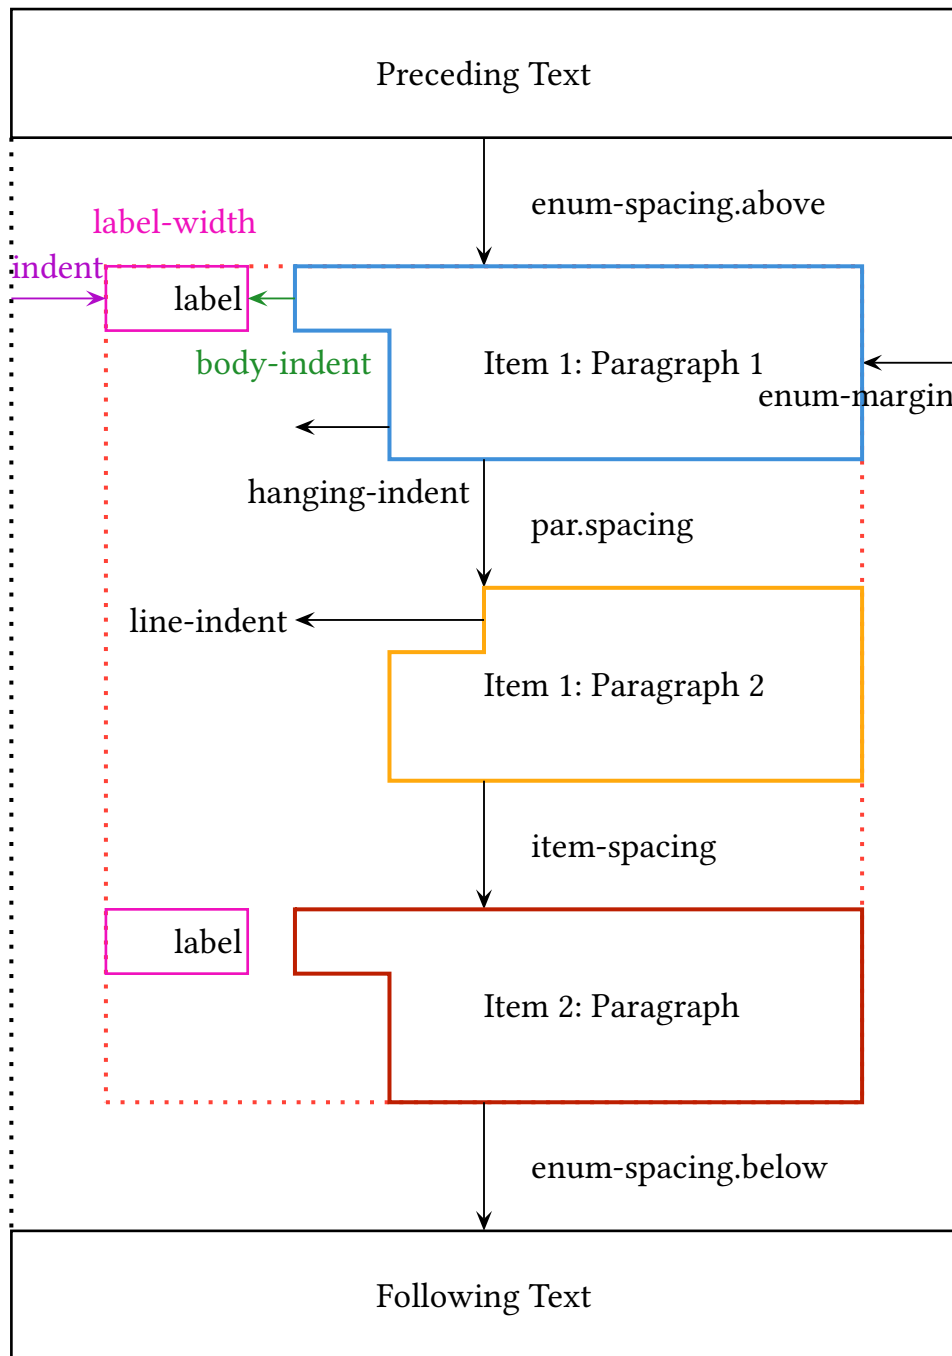 Preceding Text
enum-spacing.above
label-width
indent
label
body-indent
Item 1: Paragraph 1
enum-margin
hanging-indent
par.spacing
line-indent
Item 1: Paragraph 2
item-spacing
label
Item 2: Paragraph
enum-spacing.below
Following Text